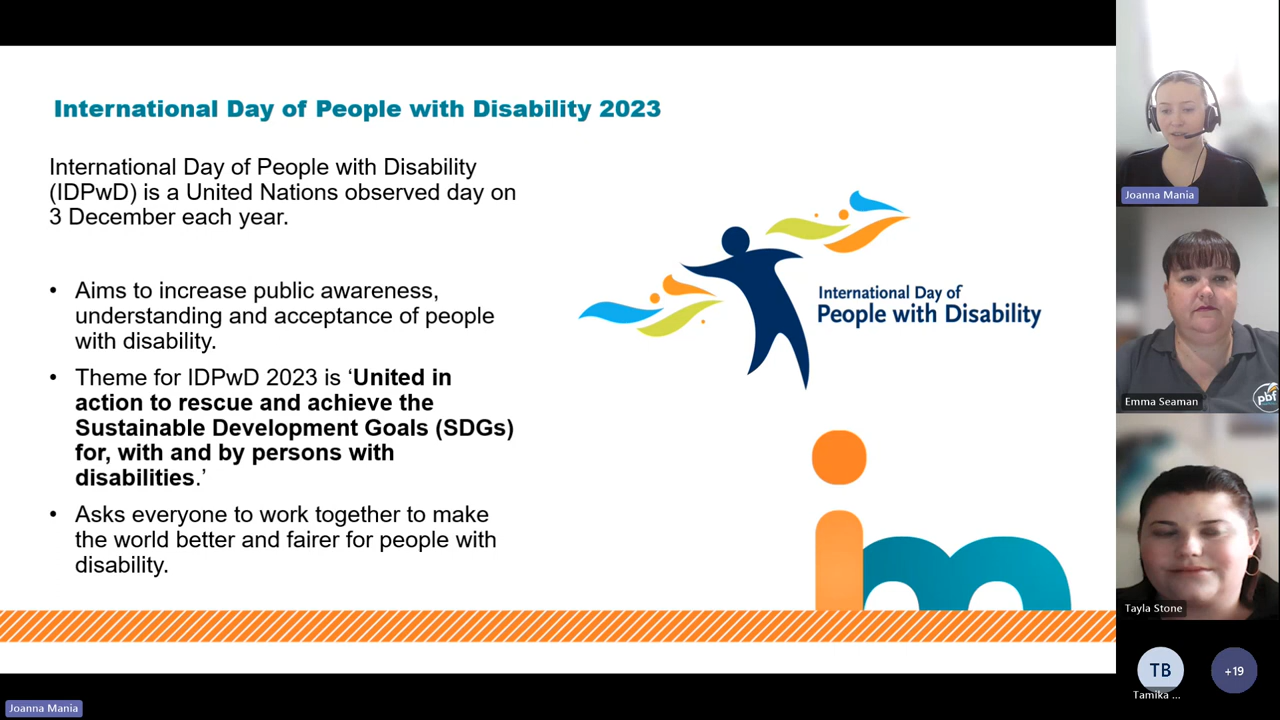 International Day of People with Disability 2023
International Day of People with Disability
(IDPwD) is a United Nations observed day on
3 December each year.
• Aims to increase public awareness,
understanding and acceptance of people
with disability.
• Theme for IDPwD 2023 is ‘United in
action to rescue and achieve the
Sustainable Development Goals (SDGs)
for, with and by persons with
disabilities.’
• Asks everyone to work together to make
the world better and fairer for people with
disability.
International Day of
People with Disability
im
Joanna Mania
Emma Seaman
pbf
Tayla Stone
TB
Tamika ...
+19
Joanna Mania